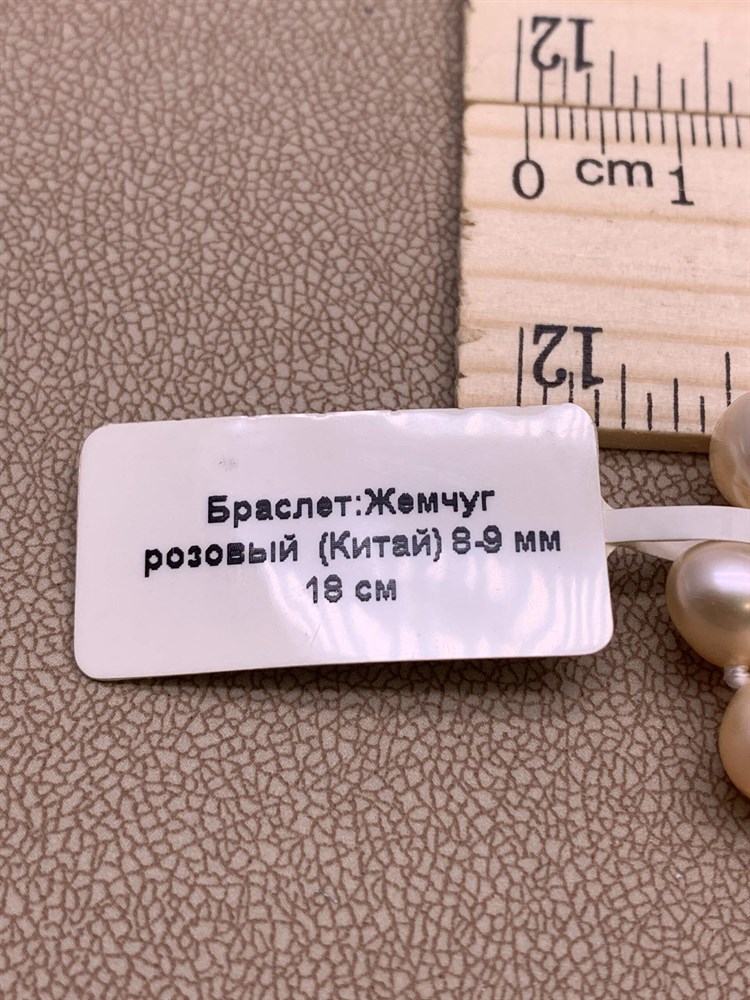 12
0 cm 1
12
Браслет:Жемчуг
розовый (Китай) 8-9 мм
18 см